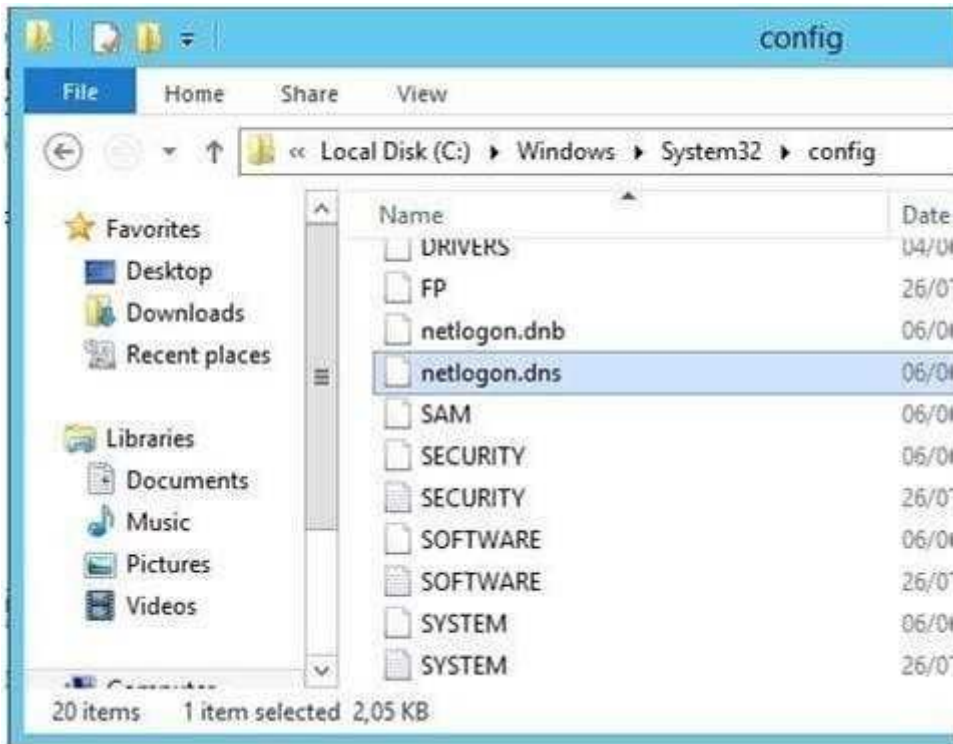 config
File Home Share View
« Local Disk (C:) Windows System32 config
Favorites
Desktop
Downloads
Recent places
Libraries
Documents
Music
Pictures
Videos
Name Date
DRIVERS 04/0
FP 26/0
netlogon.dnb 06/0
netlogon.dns 06/0
SAM 06/0
SECURITY 06/0
SECURITY 26/0
SOFTWARE 06/0
SOFTWARE 26/0
SYSTEM 06/0
SYSTEM 26/0
20 items 1 item selected 2,05 KB